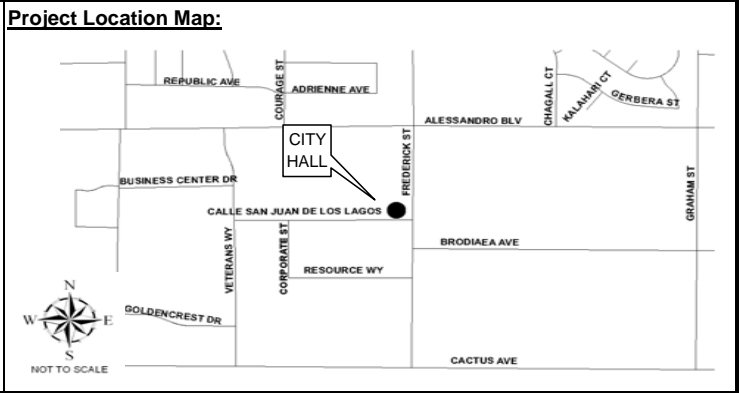 Project Location Map:
REPUBLIC AVE
COURAGE ST
ADRIENNE AVE
CHAGALL CT
KALAHARI CT
GERBERA ST
ALESSANDRO BLV
CITY
HALL
FREDERICK ST
BUSINESS CENTER DR
CALLE SAN JUAN DE LOS LAGOS
GRAHAM ST
VETERANS WY
CORPORATE ST
BRODIAEA AVE
RESOURCE WY
N
W
E
S
NOT TO SCALE
GOLDENCREST DR
CACTUS AVE